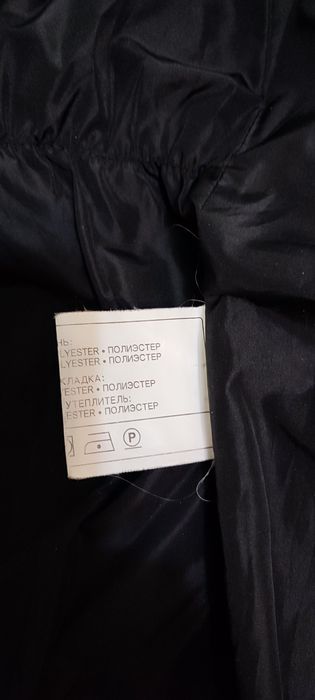 НЬ:
LYESTER • ПОЛИЭСТЕР
LYESTER • ПОЛИЭСТЕР
КЛАДКА:
ESTER • ПОЛИЭСТЕР
УТЕПЛИТЕЛЬ:
ESTER • ПОЛИЭСТЕР
P